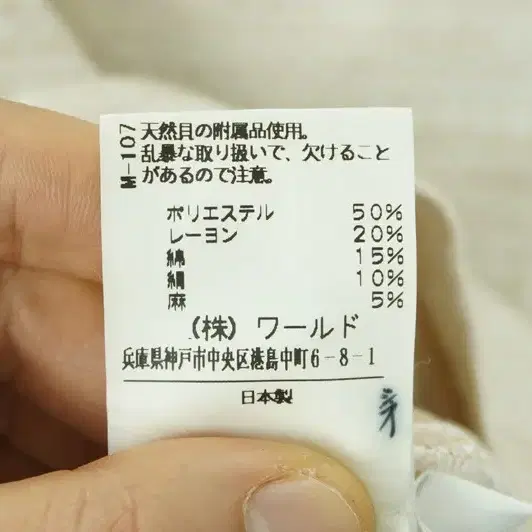 M-107
天然貝の附属品使用。
乱暴な取り扱いで、欠けること
があるので注意。
ポリエステル 50%
レーヨン 20%
綿 15%
絹 10%
麻 5%
(株) ワールド
兵庫県神戸市中央区港島中町6-8-1
日本製